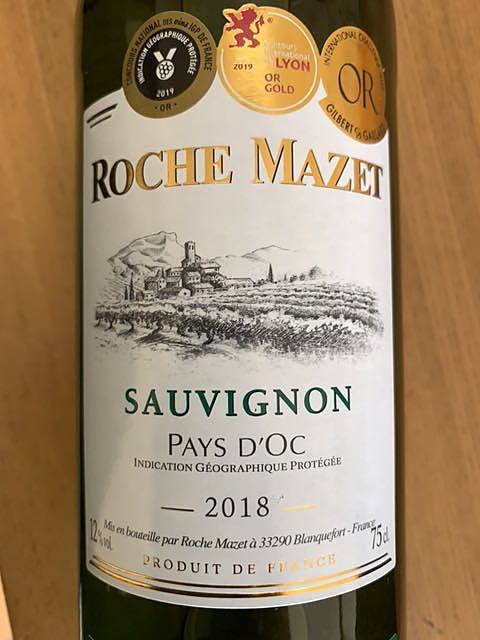 CONCOURS NATIONAL DES vins IGP DE FRANCE
INDICATION GÉOGRAPHIQUE PROTÉGÉE
2019
· OR ·
concours
international
LYON
2019
OR
GOLD
INTERNATIONAL
OR
GILBERT & GAILLARD
ROCHE MAZET
SAUVIGNON
PAYS D'OC
INDICATION GÉOGRAPHIQUE PROTÉGÉE
2018
12% vol.
Mis en bouteille par Roche Mazet à 33290 Blanquefort - France
75 cl
PRODUIT DE FRANCE